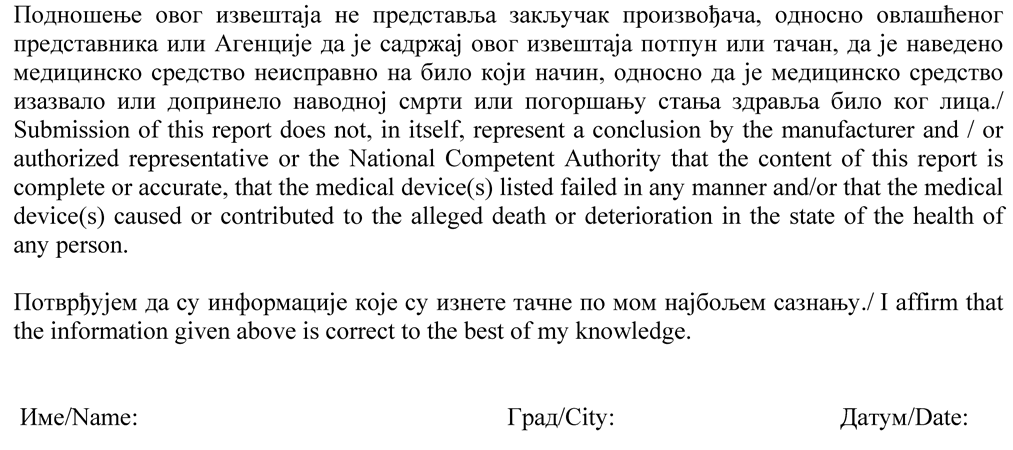 Подношење овог извештаја не представља закључак произвођача, односно овлашћеног
представника или Агенције да је садржај овог извештаја потпун или тачан, да је наведено
медицинско средство неисправно на било који начин, односно да је медицинско средство
изазвало или допринело наводној смрти или погоршању стања здравља било ког лица./
Submission of this report does not, in itself, represent a conclusion by the manufacturer and / or
authorized representative or the National Competent Authority that the content of this report is
complete or accurate, that the medical device(s) listed failed in any manner and/or that the medical
device(s) caused or contributed to the alleged death or deterioration in the state of the health of
any person.
Потврђујем да су информације које су изнете тачне по мом најбољем сазнању./ I affirm that
the information given above is correct to the best of my knowledge.
Име/Name: Град/City: Датум/Date: